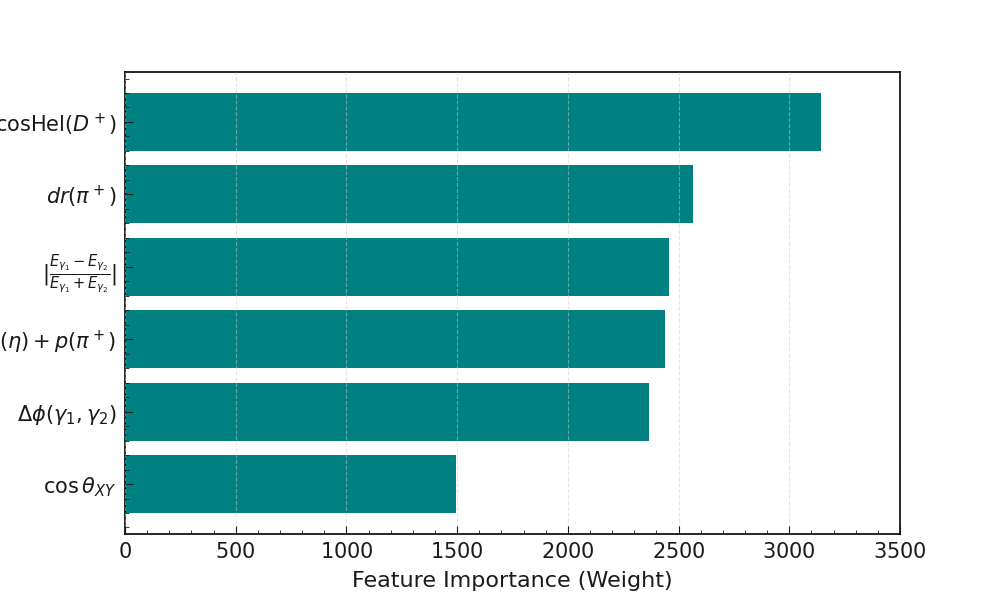 cosHel(D⁺)
dr(π⁺)
|E_γ₁ − E_γ₂ / E_γ₁ + E_γ₂|
(η) + p(π⁺)
Δϕ(γ₁, γ₂)
cos θ_XY
0 500 1000 1500 2000 2500 3000 3500
Feature Importance (Weight)